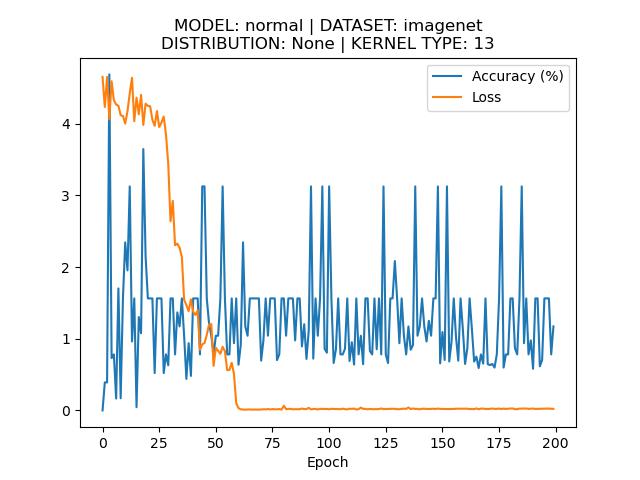 MODEL: normal | DATASET: imagenet
DISTRIBUTION: None | KERNEL TYPE: 13
Accuracy (%)
Loss
4
3
2
1
0
0 25 50 75 100 125 150 175 200
Epoch